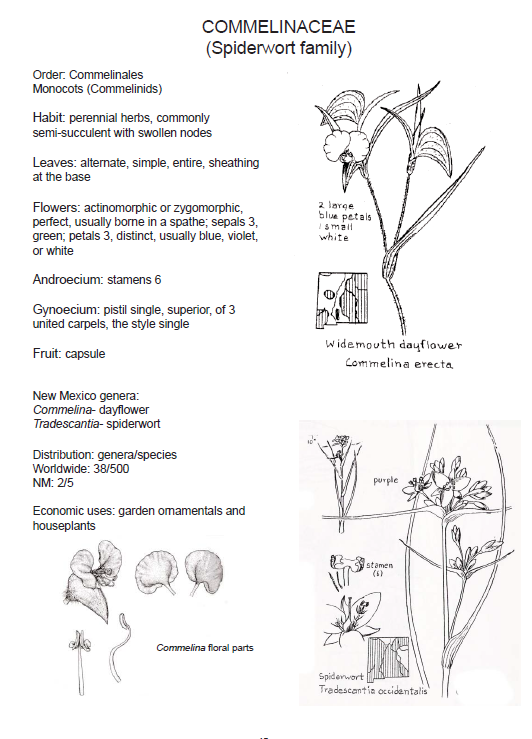 COMMELINACEAE
(Spiderwort family)
Order: Commelinales
Monocots (Commelinids)
Habit: perennial herbs, commonly
semi-succulent with swollen nodes
Leaves: alternate, simple, entire, sheathing
at the base
Flowers: actinomorphic or zygomorphic,
perfect, usually borne in a spathe; sepals 3,
green; petals 3, distinct, usually blue, violet,
or white
Androecium: stamens 6
Gynoecium: pistil single, superior, of 3
united carpels, the style single
Fruit: capsule
New Mexico genera:
Commelina- dayflower
Tradescantia- spiderwort
Distribution: genera/species
Worldwide: 38/500
NM: 2/5
Economic uses: garden ornamentals and
houseplants
Commelina floral parts
2 large
blue petals
1 small
white
Widemouth dayflower
Commelina erecta
purple
stamen
(6)
Spiderwort
Tradescantia occidentalis